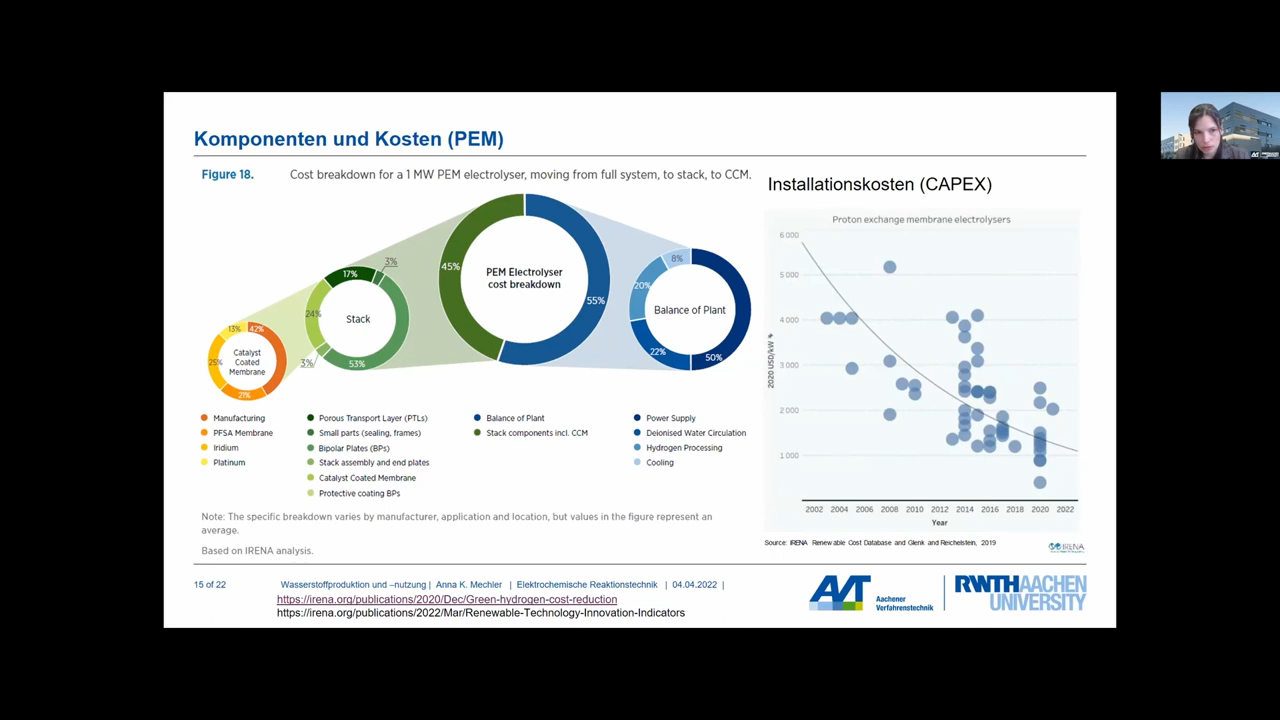 Komponenten und Kosten (PEM)
Figure 18. Cost breakdown for a 1 MW PEM electrolyser, moving from full system, to stack, to CCM.
45%
PEM Electrolyser
cost breakdown
55%
17%
3%
24%
Stack
3%
53%
8%
20%
Balance of Plant
22%
50%
13%
42%
25%
Catalyst
Coated
Membrane
21%
Manufacturing
PFSA Membrane
Iridium
Platinum
Porous Transport Layer (PTLs)
Small parts (sealing, frames)
Bipolar Plates (BPs)
Stack assembly and end plates
Catalyst Coated Membrane
Protective coating BPs
Balance of Plant
Stack components incl. CCM
Power Supply
Deionised Water Circulation
Hydrogen Processing
Cooling
Note: The specific breakdown varies by manufacturer, application and location, but values in the figure represent an
average.
Based on IRENA analysis.
Installationskosten (CAPEX)
Proton exchange membrane electrolysers
6 000
5 000
4 000
3 000
2 000
1 000
2020 USD/kW
2002 2004 2006 2008 2010 2012 2014 2016 2018 2020 2022
Year
Source: IRENA Renewable Cost Database and Glenk and Reichelstein, 2019
IRENA
15 of 22 Wasserstoffproduktion und –nutzung | Anna K. Mechler | Elektrochemische Reaktionstechnik | 04.04.2022 |
https://irena.org/publications/2020/Dec/Green-hydrogen-cost-reduction
https://irena.org/publications/2022/Mar/Renewable-Technology-Innovation-Indicators
AVT
Aachener
Verfahrenstechnik
RWTHAACHEN
UNIVERSITY